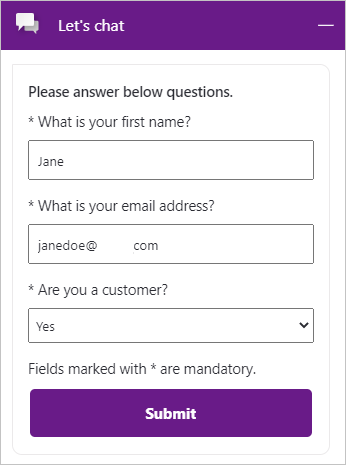 Let's chat
Please answer below questions.
* What is your first name?
Jane
* What is your email address?
janedoe@ com
* Are you a customer?
Yes
Fields marked with * are mandatory.
Submit